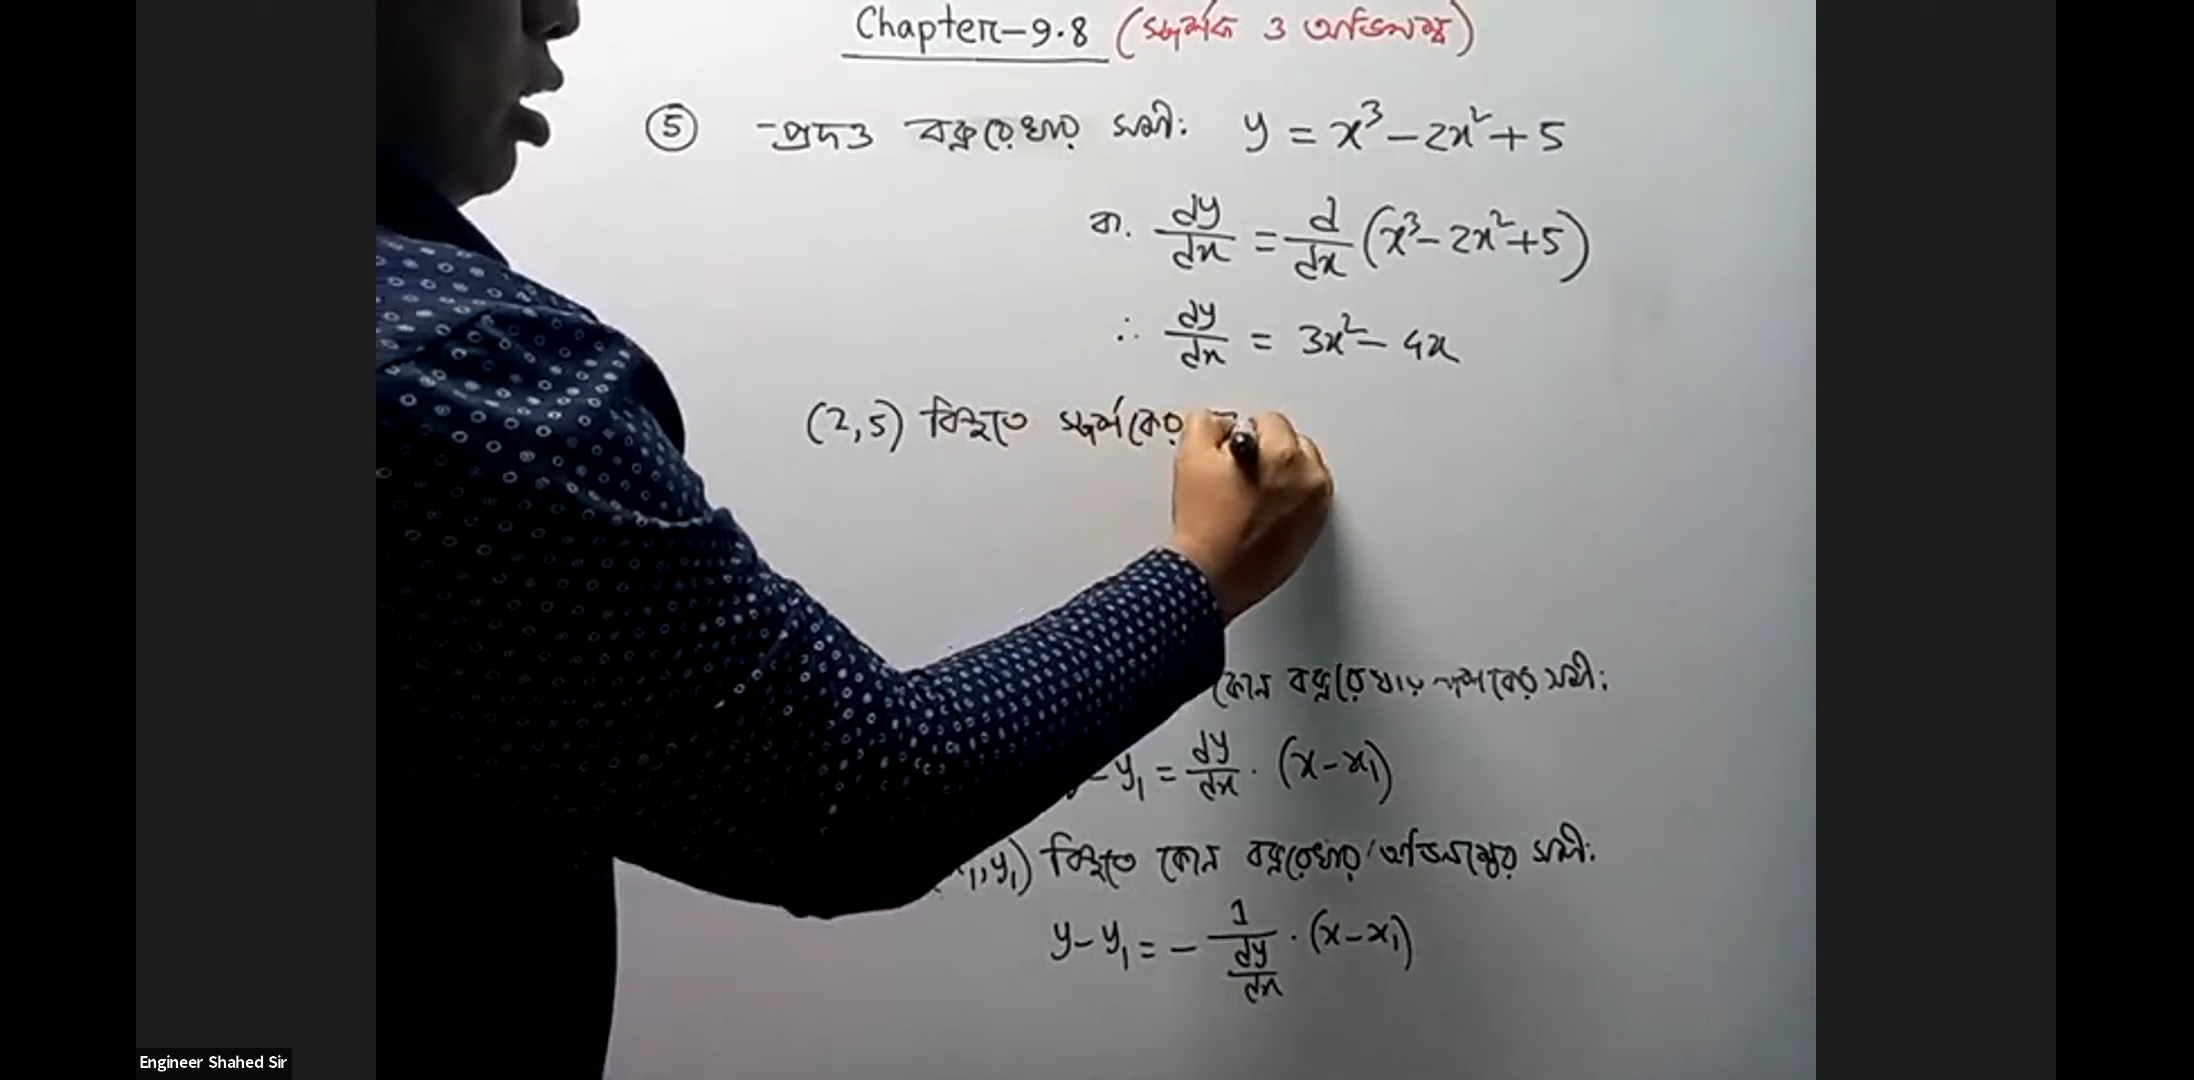 Chapter-9.8 (স্পর্শক ও অভিলম্ব)
⑤ প্রদত্ত বক্ররেখার সমী: y = x³ – 2x² + 5
বা. dy/dx = d/dx (x³ – 2x² + 5)
∴ dy/dx = 3x² – 4x
(2,5) বিন্দুতে স্পর্শকের
কোন বক্ররেখার স্পর্শকের সমী:
– y₁ = dy/dx · (x – x₁)
₁, y₁) বিন্দুতে কোন বক্ররেখার অভিলম্বের সমী:
y – y₁ = – 1/(dy/dx) · (x – x₁)
Engineer Shahed Sir